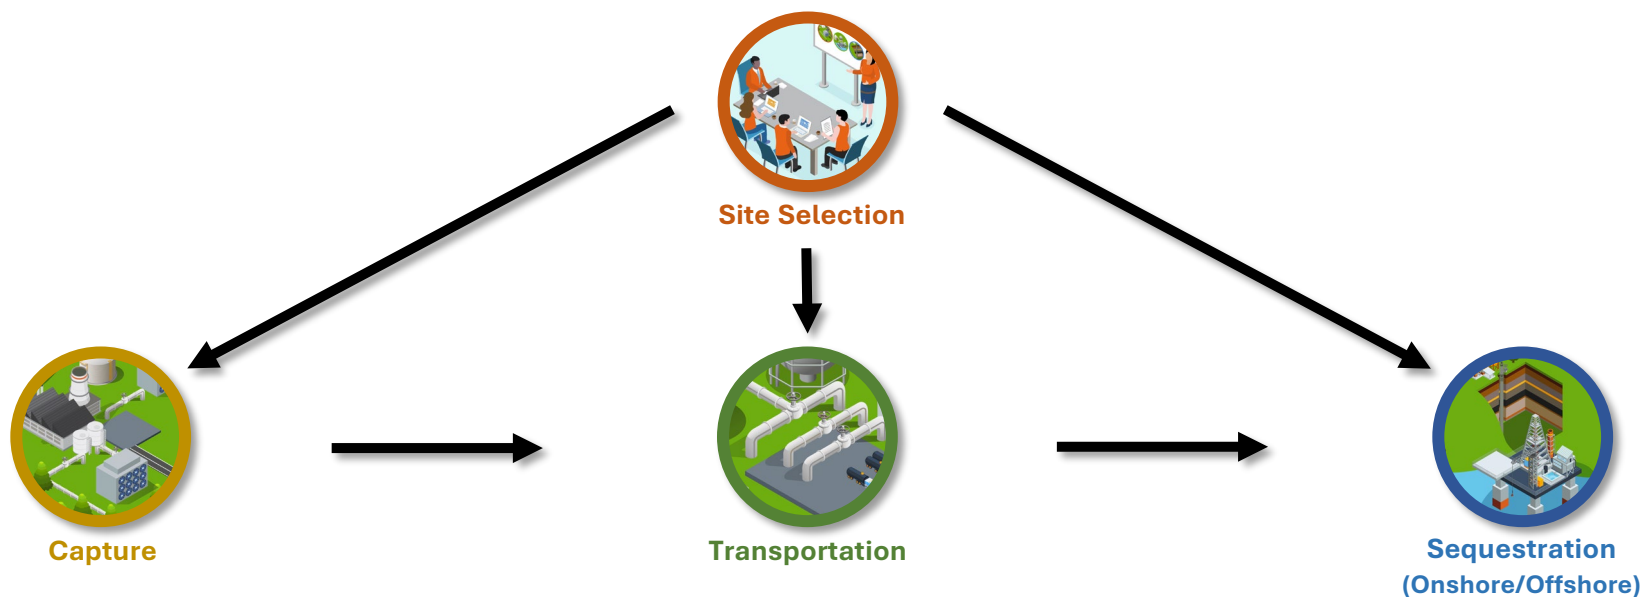 Site Selection
Capture
Transportation
Sequestration
(Onshore/Offshore)